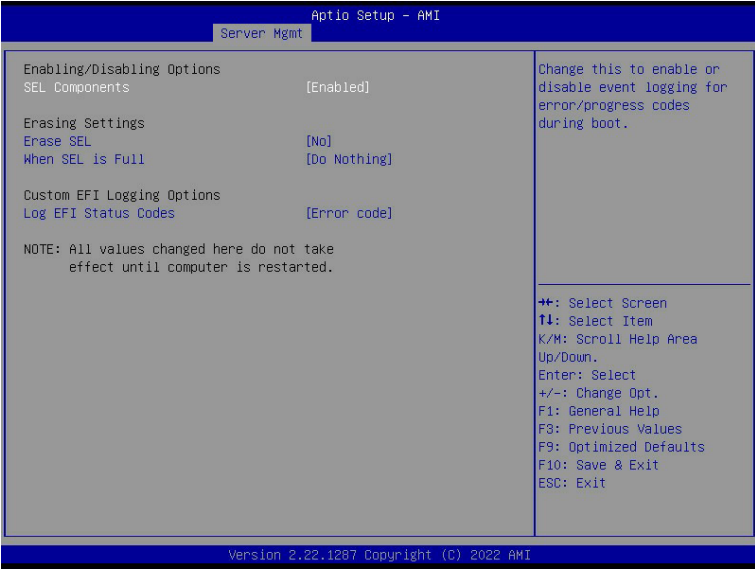 Aptio Setup – AMI
Server Mgmt
Enabling/Disabling Options
SEL Components [Enabled]
Erasing Settings
Erase SEL [No]
When SEL is Full [Do Nothing]
Custom EFI Logging Options
Log EFI Status Codes [Error code]
NOTE: All values changed here do not take
effect until computer is restarted.
Change this to enable or
disable event logging for
error/progress codes
during boot.
→←: Select Screen
↑↓: Select Item
K/M: Scroll Help Area
Up/Down.
Enter: Select
+/-: Change Opt.
F1: General Help
F3: Previous Values
F9: Optimized Defaults
F10: Save & Exit
ESC: Exit
Version 2.22.1287 Copyright (C) 2022 AMI